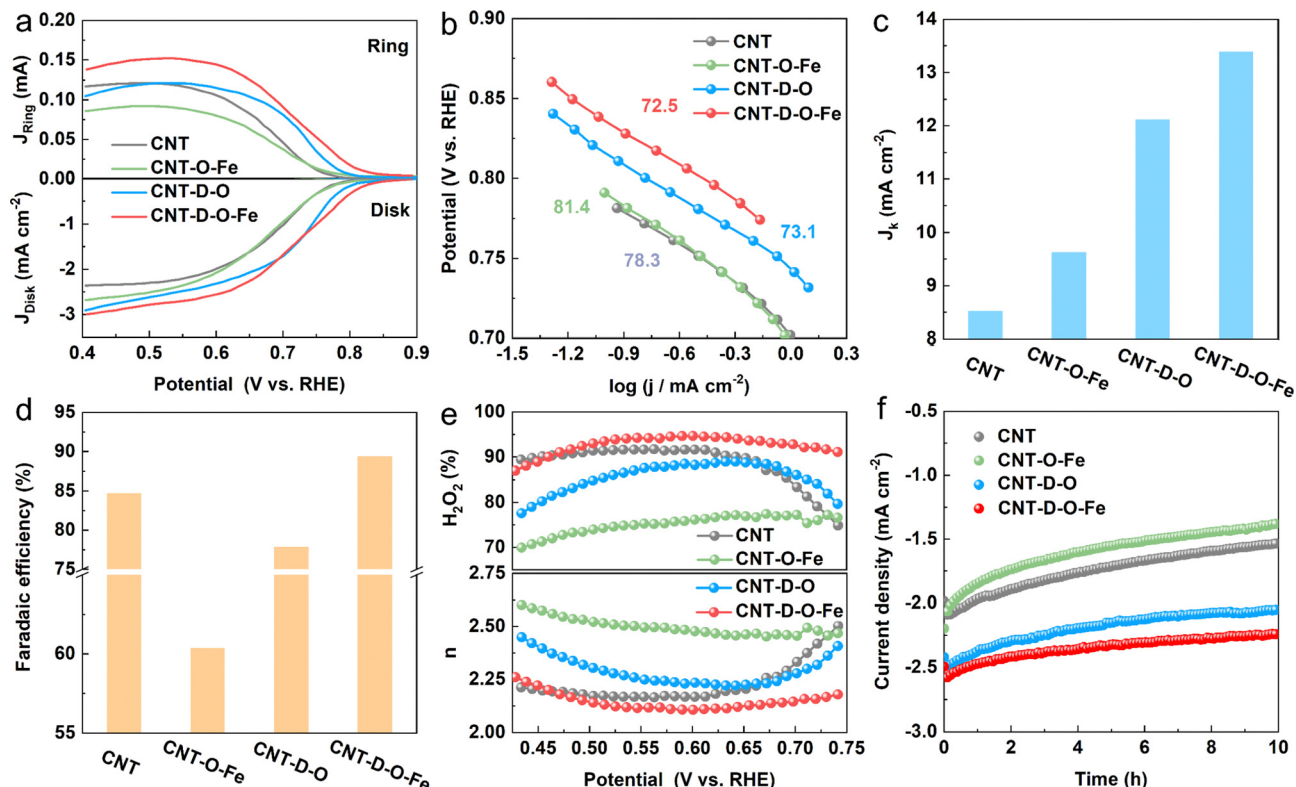 a
0.20
0.15
0.10
0.05
0.00
-1
-2
-3
J_Ring (mA)
J_Disk (mA cm⁻²)
Ring
CNT
CNT-O-Fe
CNT-D-O
CNT-D-O-Fe
Disk
0.4 0.5 0.6 0.7 0.8 0.9
Potential (V vs. RHE)
b
0.90
0.85
0.80
0.75
0.70
Potential (V vs. RHE)
CNT
CNT-O-Fe
CNT-D-O
CNT-D-O-Fe
72.5
81.4
73.1
78.3
-1.5 -1.2 -0.9 -0.6 -0.3 0.0 0.3
log (j / mA cm⁻²)
c
14
13
12
11
10
9
8
J_k (mA cm⁻²)
CNT
CNT-O-Fe
CNT-D-O
CNT-D-O-Fe
d
95
90
85
80
75
60
55
Faradaic efficiency (%)
CNT
CNT-O-Fe
CNT-D-O
CNT-D-O-Fe
e
100
90
80
70
H₂O₂ (%)
CNT
CNT-O-Fe
2.75
2.50
2.25
2.00
n
CNT-D-O
CNT-D-O-Fe
0.45 0.50 0.55 0.60 0.65 0.70 0.75
Potential (V vs. RHE)
f
-0.5
-1.0
-1.5
-2.0
-2.5
-3.0
Current density (mA cm⁻²)
CNT
CNT-O-Fe
CNT-D-O
CNT-D-O-Fe
0 2 4 6 8 10
Time (h)